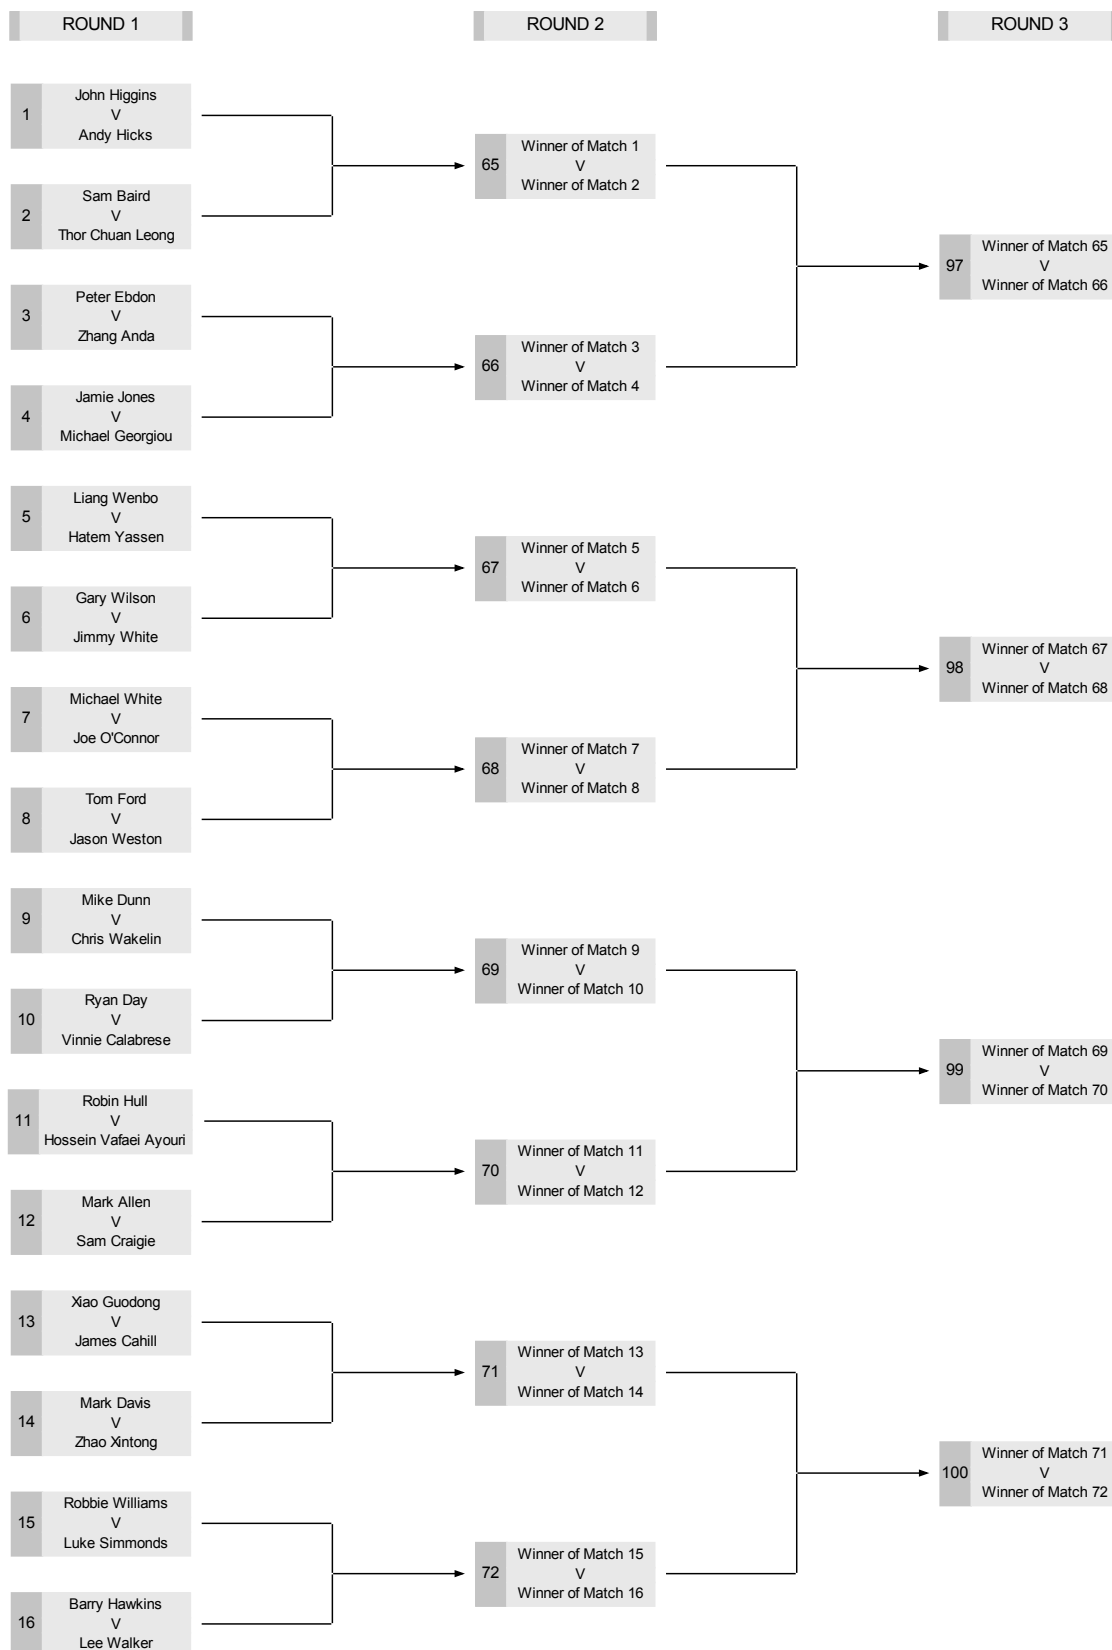 ROUND 1
ROUND 2
ROUND 3
1
John Higgins
V
Andy Hicks
2
Sam Baird
V
Thor Chuan Leong
3
Peter Ebdon
V
Zhang Anda
4
Jamie Jones
V
Michael Georgiou
5
Liang Wenbo
V
Hatem Yassen
6
Gary Wilson
V
Jimmy White
7
Michael White
V
Joe O'Connor
8
Tom Ford
V
Jason Weston
9
Mike Dunn
V
Chris Wakelin
10
Ryan Day
V
Vinnie Calabrese
11
Robin Hull
V
Hossein Vafaei Ayouri
12
Mark Allen
V
Sam Craigie
13
Xiao Guodong
V
James Cahill
14
Mark Davis
V
Zhao Xintong
15
Robbie Williams
V
Luke Simmonds
16
Barry Hawkins
V
Lee Walker
65
Winner of Match 1
V
Winner of Match 2
66
Winner of Match 3
V
Winner of Match 4
67
Winner of Match 5
V
Winner of Match 6
68
Winner of Match 7
V
Winner of Match 8
69
Winner of Match 9
V
Winner of Match 10
70
Winner of Match 11
V
Winner of Match 12
71
Winner of Match 13
V
Winner of Match 14
72
Winner of Match 15
V
Winner of Match 16
97
Winner of Match 65
V
Winner of Match 66
98
Winner of Match 67
V
Winner of Match 68
99
Winner of Match 69
V
Winner of Match 70
100
Winner of Match 71
V
Winner of Match 72